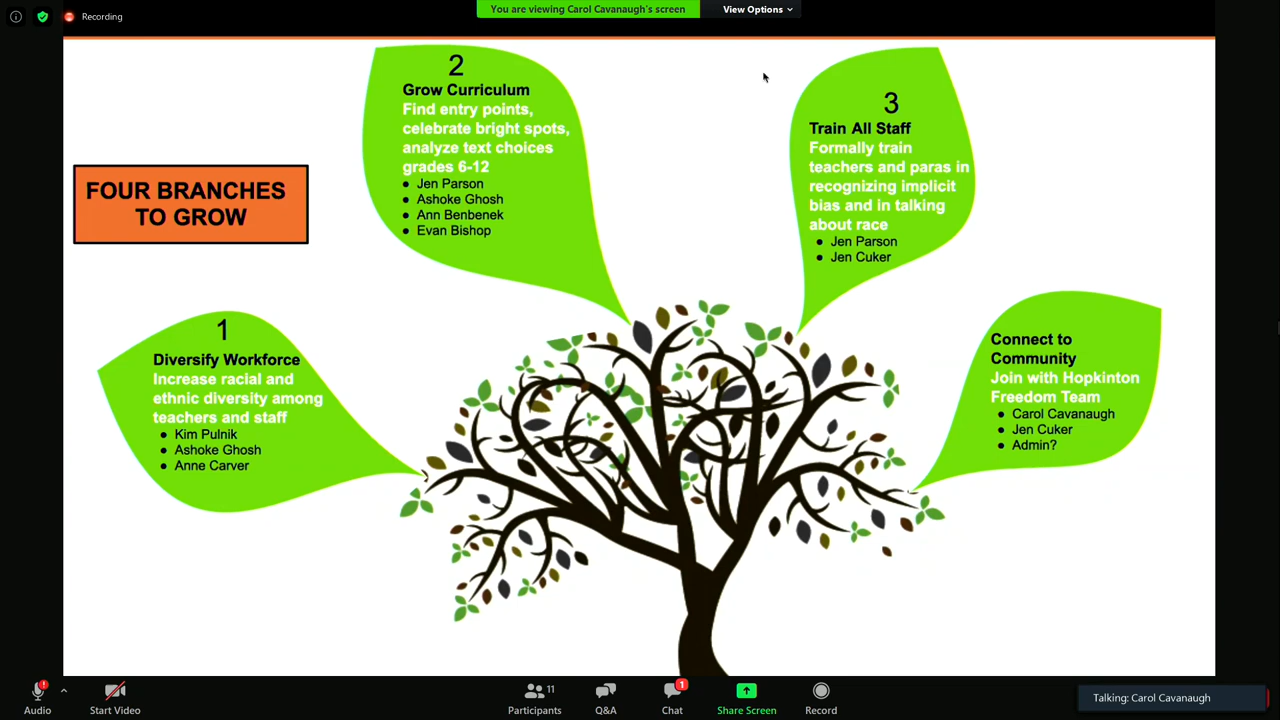 Recording
You are viewing Carol Cavanaugh's screen
View Options
FOUR BRANCHES
TO GROW
1
Diversify Workforce
Increase racial and
ethnic diversity among
teachers and staff
● Kim Pulnik
● Ashoke Ghosh
● Anne Carver
2
Grow Curriculum
Find entry points,
celebrate bright spots,
analyze text choices
grades 6-12
● Jen Parson
● Ashoke Ghosh
● Ann Benbenek
● Evan Bishop
3
Train All Staff
Formally train
teachers and paras in
recognizing implicit
bias and in talking
about race
● Jen Parson
● Jen Cuker
Connect to
Community
Join with Hopkinton
Freedom Team
● Carol Cavanaugh
● Jen Cuker
● Admin?
Audio
Start Video
Participants 11
Q&A
Chat 1
Share Screen
Record
Talking: Carol Cavanaugh